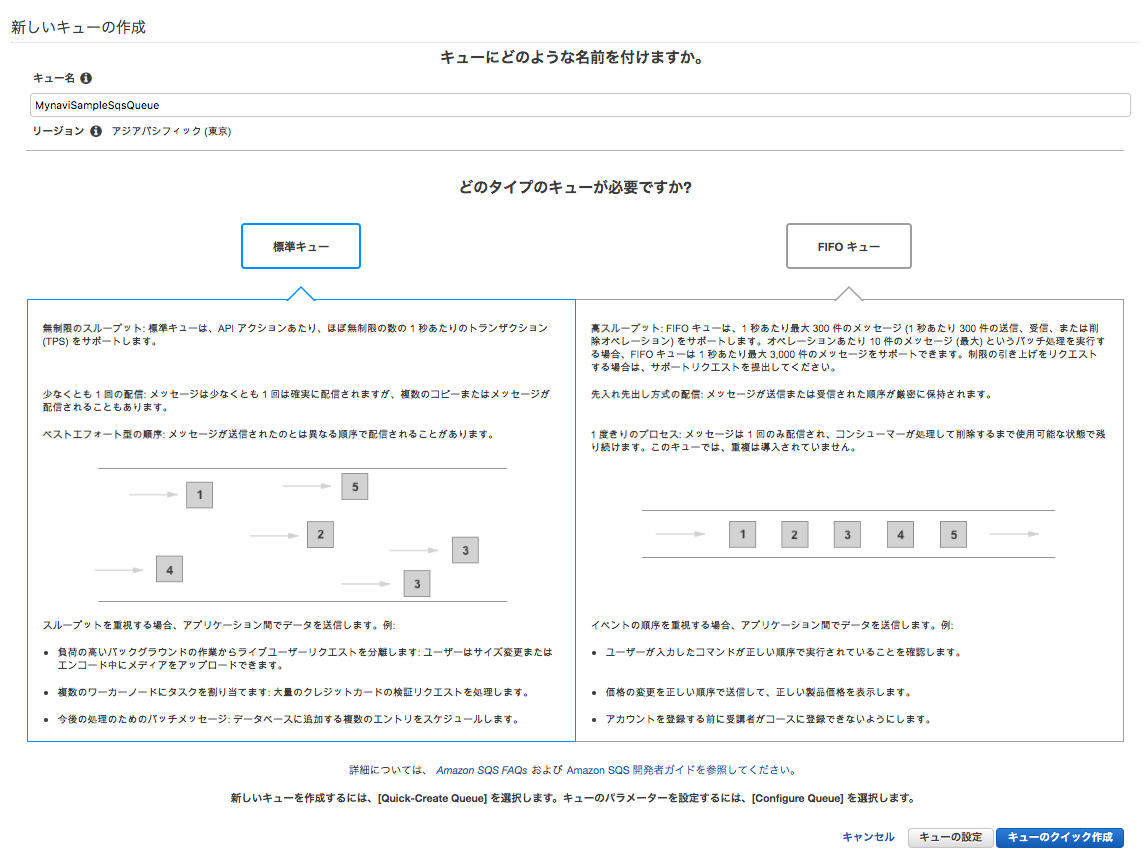 新しいキューの作成
キューにどのような名前を付けますか。
キュー名
MynaviSampleSqsQueue
リージョン アジアパシフィック (東京)
どのタイプのキューが必要ですか?
標準キュー
無制限のスループット: 標準キューは、API アクションあたり、ほぼ無制限の数の 1 秒あたりのトランザクション
(TPS) をサポートします。
少なくとも 1 回の配信: メッセージは少なくとも 1 回は確実に配信されますが、複数のコピーまたはメッセージが
配信されることもあります。
ベストエフォート型の順序: メッセージが送信されたのとは異なる順序で配信されることがあります。
1
5
2
3
4
3
スループットを重視する場合、アプリケーション間でデータを送信します。例:
• 負荷の高いバックグラウンドの作業からライブユーザーリクエストを分離します: ユーザーはサイズ変更または
エンコード中にメディアをアップロードできます。
• 複数のワーカーノードにタスクを割り当てます: 大量のクレジットカードの検証リクエストを処理します。
• 今後の処理のためのバッチメッセージ: データベースに追加する複数のエントリをスケジュールします。
FIFO キュー
高スループット: FIFO キューは、1 秒あたり最大 300 件のメッセージ (1 秒あたり 300 件の送信、受信、または削
除オペレーション) をサポートします。オペレーションあたり 10 件のメッセージ (最大) というバッチ処理を実行す
る場合、FIFO キューは 1 秒あたり最大 3,000 件のメッセージをサポートできます。制限の引き上げをリクエスト
する場合は、サポートリクエストを提出してください。
先入れ先出し方式の配信: メッセージが送信または受信された順序が厳密に保持されます。
1 度きりのプロセス: メッセージは 1 回のみ配信され、コンシューマーが処理して削除するまで使用可能な状態で残
り続けます。このキューでは、重複は導入されていません。
1 2 3 4 5
イベントの順序を重視する場合、アプリケーション間でデータを送信します。例:
• ユーザーが入力したコマンドが正しい順序で実行されていることを確認します。
• 価格の変更を正しい順序で送信して、正しい製品価格を表示します。
• アカウントを登録する前に受講者がコースに登録できないようにします。
詳細については、 Amazon SQS FAQs および Amazon SQS 開発者ガイドを参照してください。
新しいキューを作成するには、[Quick-Create Queue] を選択します。キューのパラメーターを設定するには、[Configure Queue] を選択します。
キャンセル キューの設定 キューのクイック作成